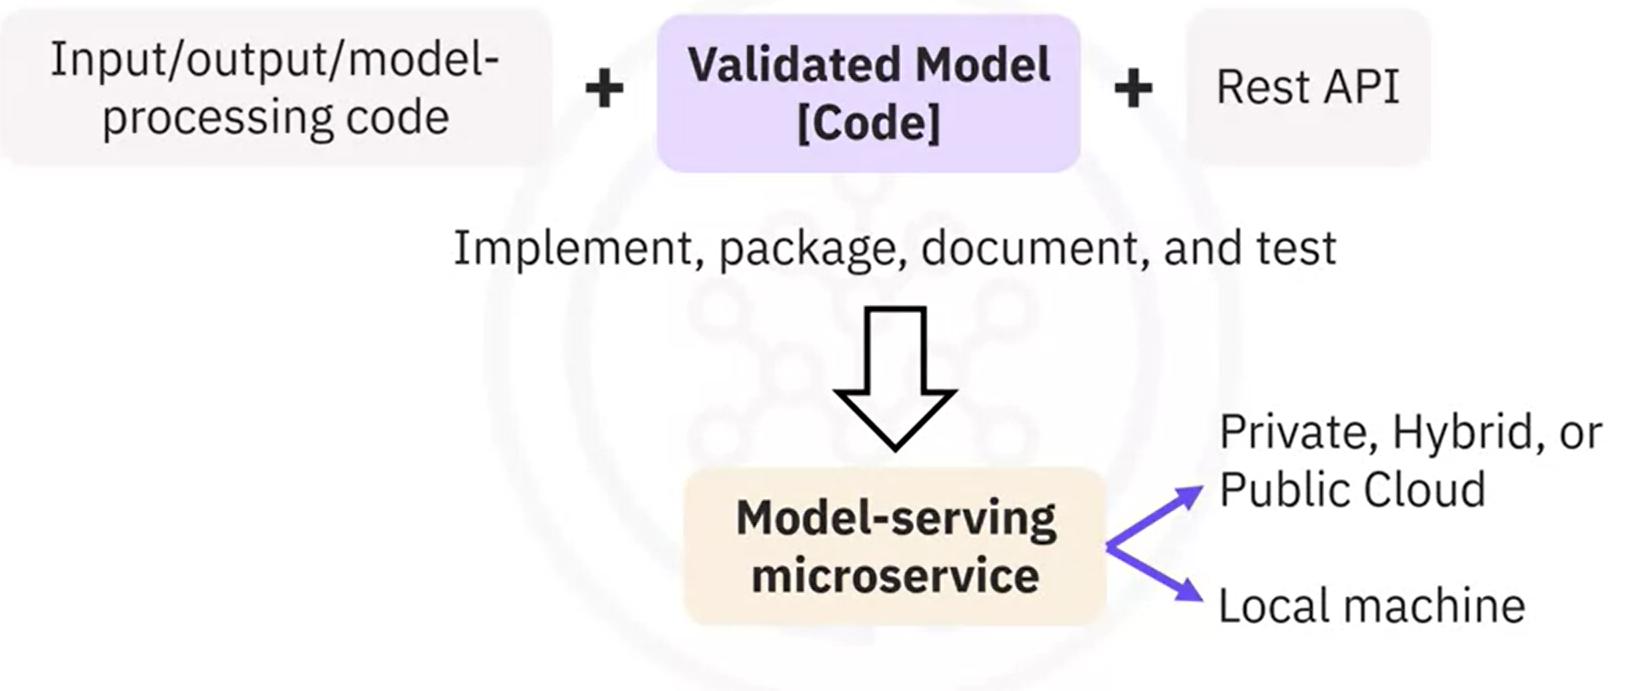 Input/output/model-
processing code
+
Validated Model
[Code]
+
Rest API
Implement, package, document, and test
Model-serving
microservice
Private, Hybrid, or
Public Cloud
Local machine